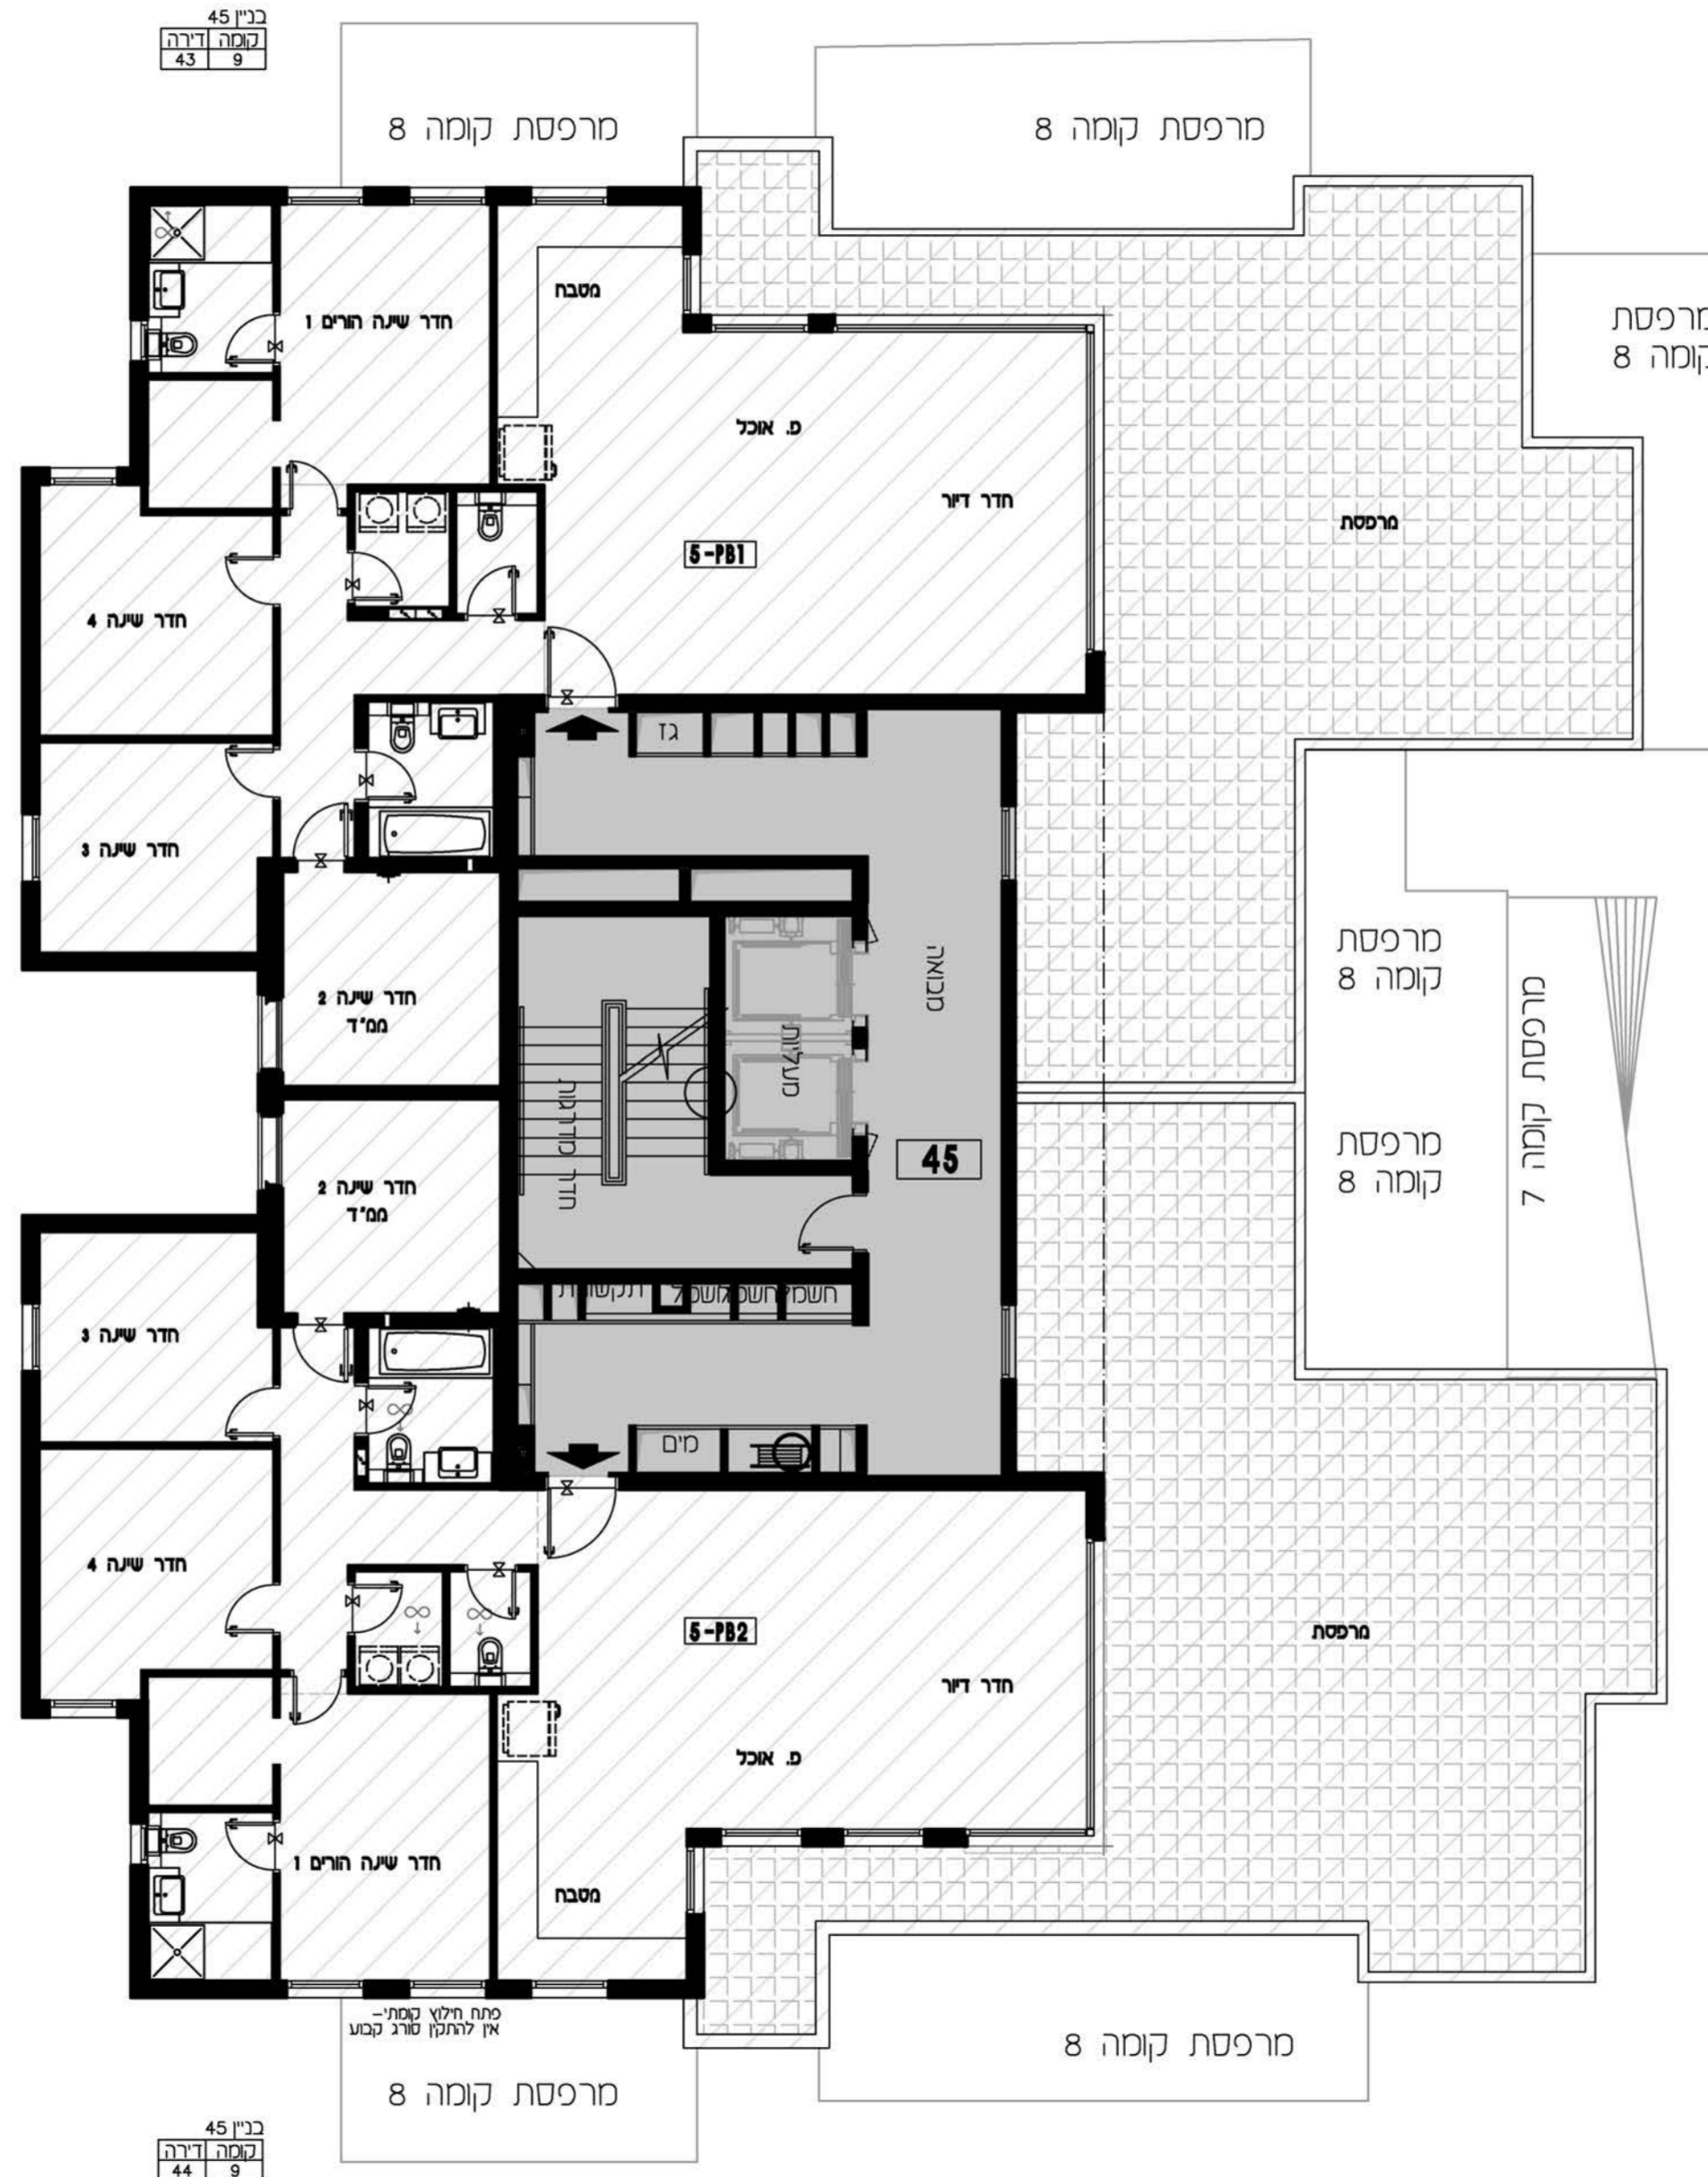 בניין 45
קומה דירה
9 43
מרפסת קומה 8
מרפסת קומה 8
מרפסת
קומה 8
מטבח
חדר שינה הורים 1
פ. אוכל
חדר דיור
מרפסת
5-PB1
חדר שינה 4
גז
חדר שינה 3
מבואה
מרפסת
קומה 8
חדר שינה 2
ממ"ד
מעליות
מרפסת קומה 7
חדר מדרגות
45
מרפסת
קומה 8
חדר שינה 2
ממ"ד
תקשורת
חשמל
חשמל
חשמל
חדר שינה 3
מים
חדר שינה 4
5-PB2
מרפסת
חדר דיור
פ. אוכל
חדר שינה הורים 1
מטבח
פתח חילוץ קומתי-
אין להתקין סורג קבוע
מרפסת קומה 8
מרפסת קומה 8
בניין 45
קומה דירה
9 44